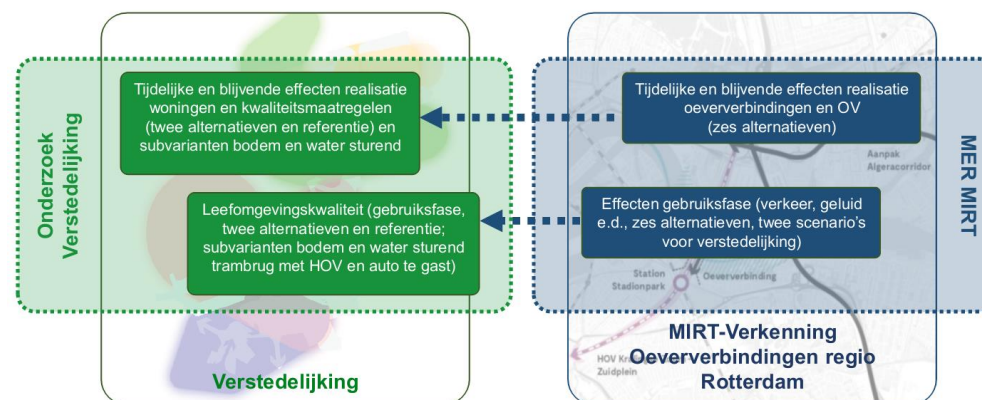 Onderzoek
Verstedelijking
Tijdelijke en blijvende effecten realisatie
woningen en kwaliteitsmaatregelen
(twee alternatieven en referentie) en
subvarianten bodem en water sturend
Leefomgevingskwaliteit (gebruiksfase,
twee alternatieven en referentie;
subvarianten bodem en water sturend
trambrug met HOV en auto te gast)
Verstedelijking
Tijdelijke en blijvende effecten realisatie
oeververbindingen en OV
(zes alternatieven)
Aanpak
Algeracorridor
Effecten gebruiksfase (verkeer, geluid
e.d., zes alternatieven, twee scenario's
voor verstedelijking)
Station
Stadionpark
Oeververbinding
HOV
Zuidplein
MIRT-Verkenning
Oeververbindingen regio
Rotterdam
MER MIRT